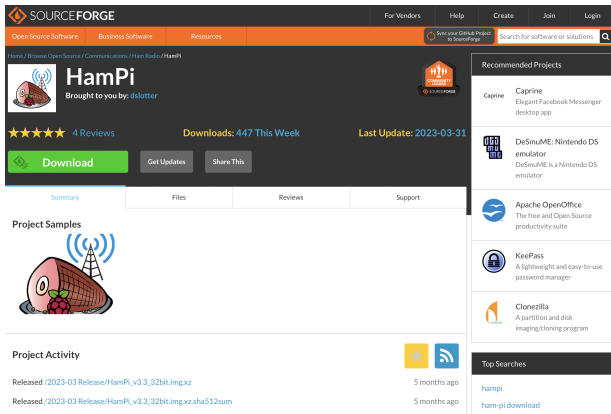 SOURCEFORGE
For Vendors Help Create Join Login
Open Source Software Business Software Resources
Sync your GitHub Project to SourceForge
Search for software or solutions
Home / Browse Open Source / Communications / Ham Radio / HamPi
HamPi
Brought to you by: dslotter
COMMUNITY
LEADER
SOURCEFORGE
4 Reviews Downloads: 447 This Week Last Update: 2023-03-31
Download Get Updates Share This
Summary Files Reviews Support
Project Samples
Project Activity
Released /2023-03 Release/HamPi_v3.3_32bit.img.xz 5 months ago
Released /2023-03 Release/HamPi_v3.3_32bit.img.xz.sha512sum 5 months ago
Recommended Projects
Caprine
Caprine
Elegant Facebook Messenger
desktop app
DeSmuME: Nintendo DS
emulator
DeSmuME is a Nintendo DS
emulator
Apache OpenOffice
The free and Open Source
productivity suite
KeePass
A lightweight and easy-to-use
password manager
Clonezilla
A partition and disk
imaging/cloning program
Top Searches
hampi
ham-pi download